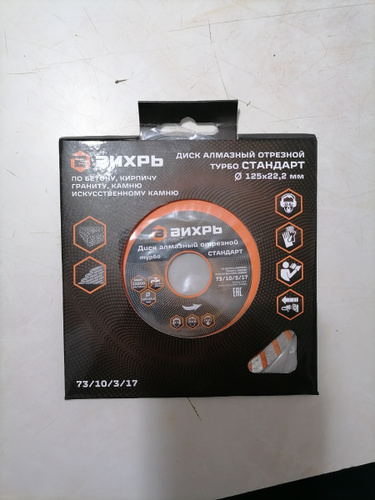 ВИХРЬ
ДИСК АЛМАЗНЫЙ ОТРЕЗНОЙ
ТУРБО СТАНДАРТ
Ø 125х22,2 мм
ПО БЕТОНУ, КИРПИЧУ
ГРАНИТУ, КАМНЮ
ИСКУССТВЕННОМУ КАМНЮ
ВИХРЬ
Диск алмазный отрезной
турбо СТАНДАРТ
73/10/3/17
EAC
73/10/3/17